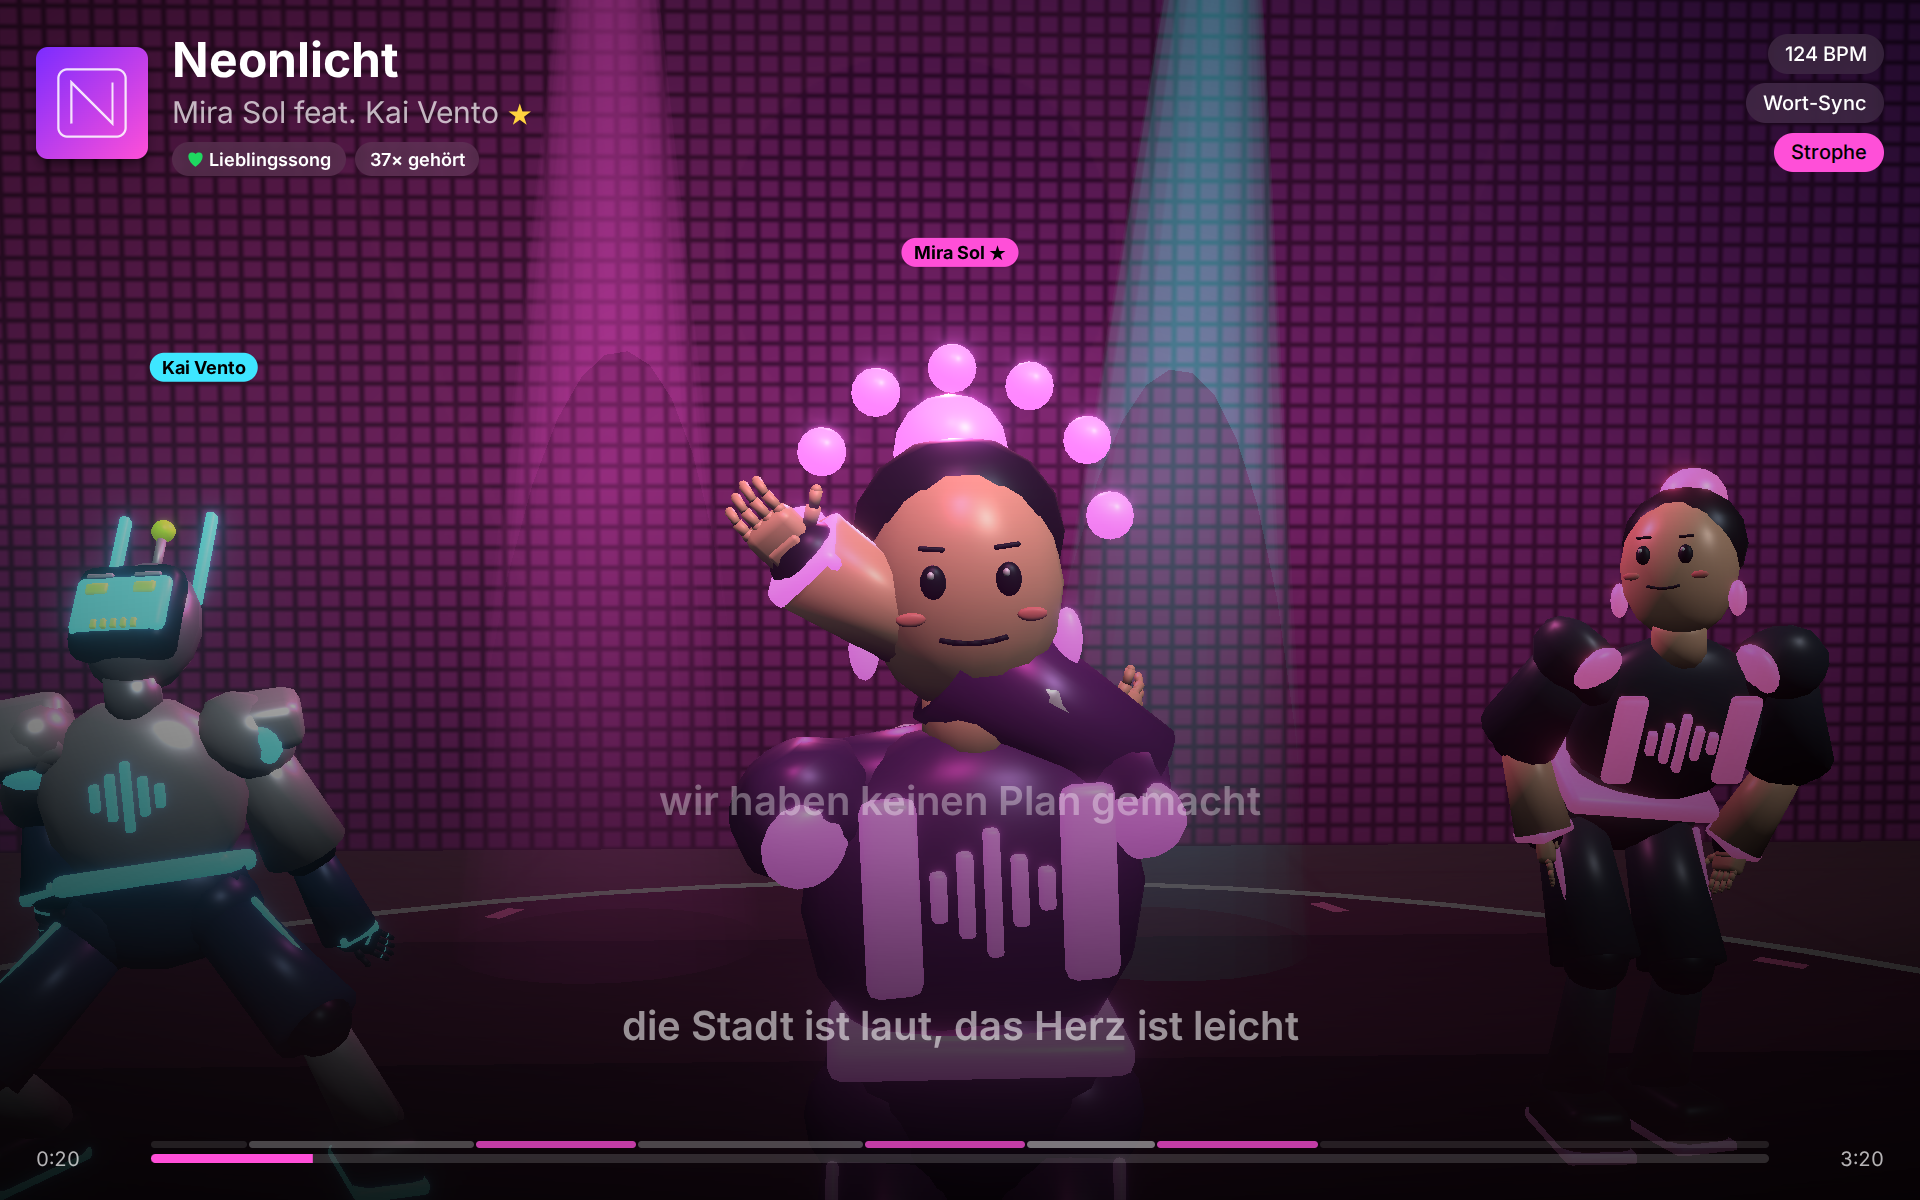 N
Neonlicht
Mira Sol feat. Kai Vento ★
Lieblingssong
37× gehört
124 BPM
Wort-Sync
Strophe
Mira Sol ★
Kai Vento
wir haben keinen Plan gemacht
die Stadt ist laut, das Herz ist leicht
0:20
3:20